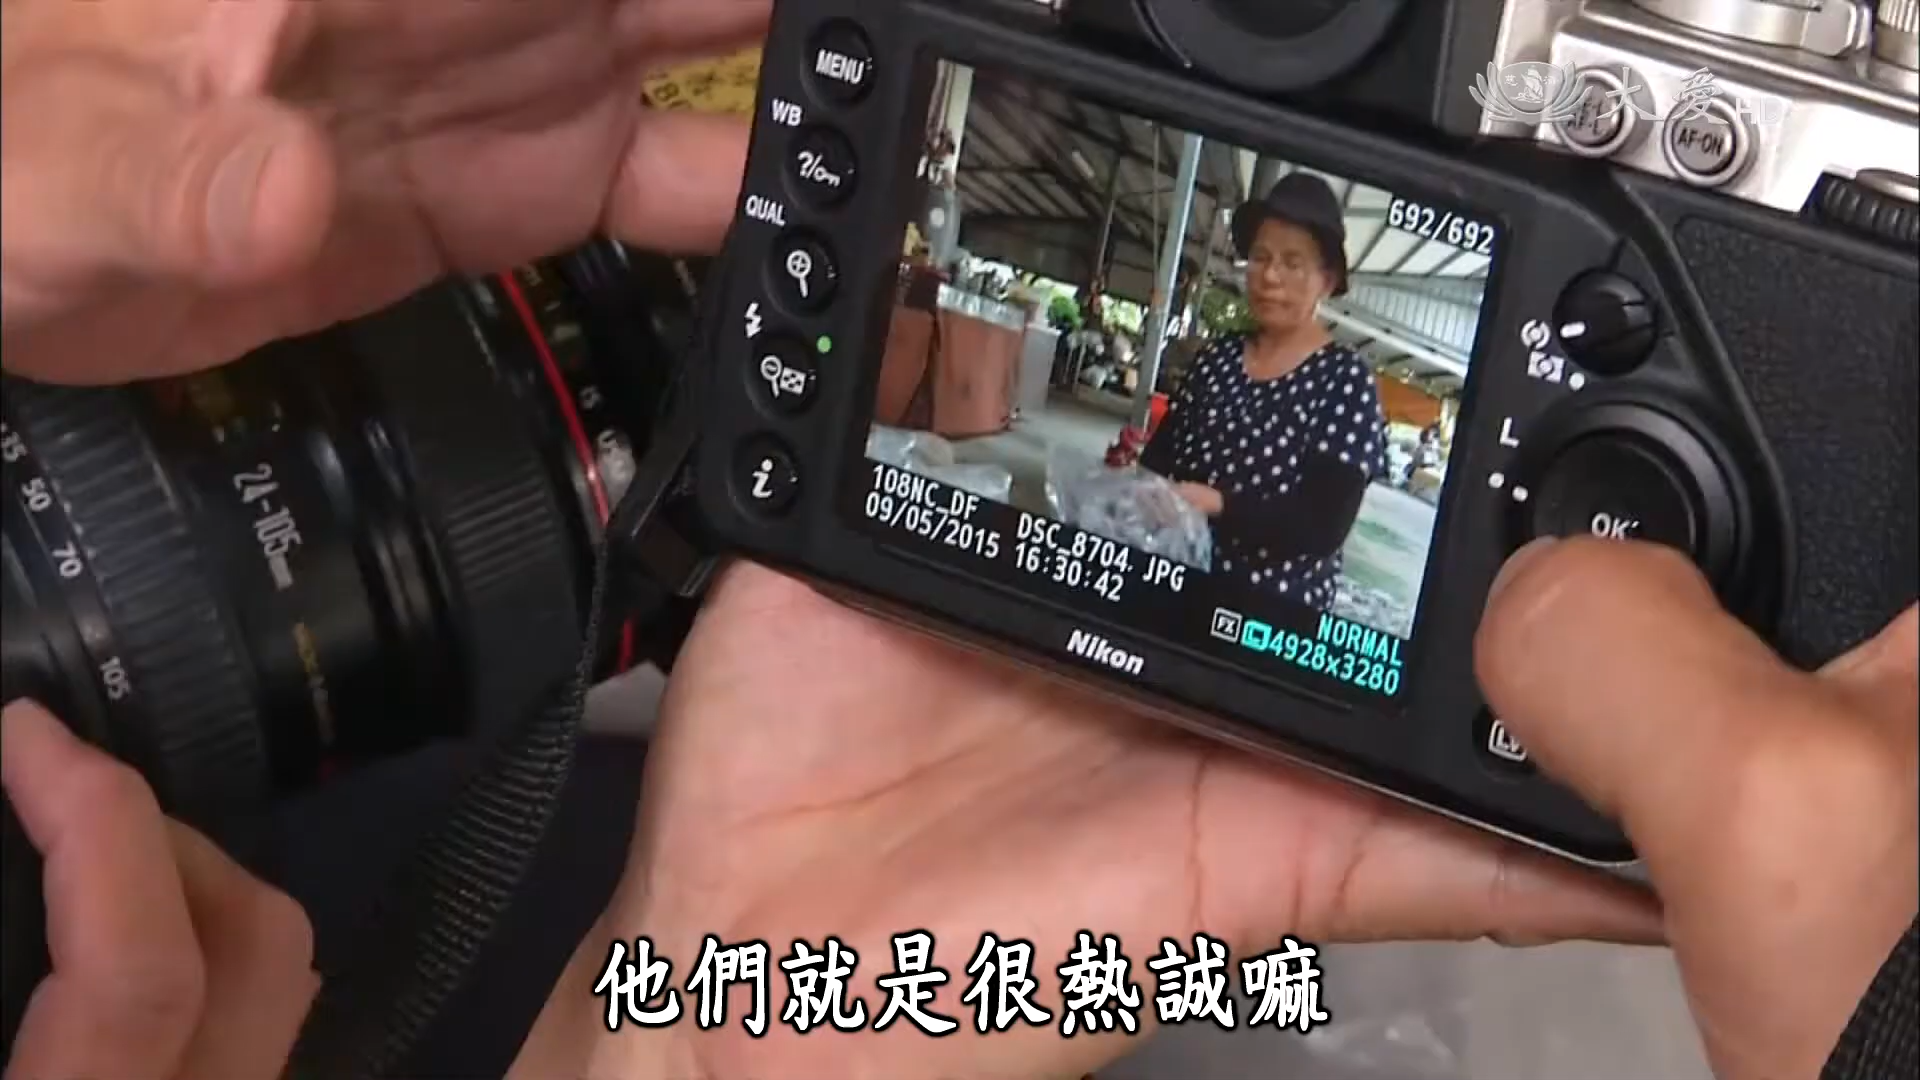 MENU
大愛HD
WB
AF-ON
?/
QUAL
692/692
35
50
70
105
24-105mm
L
i
OK
108NC_DF DSC_8704.JPG
09/05/2015 16:30:42
NORMAL
FX L 4928x3280
Nikon
Lv
他們就是很熱誠嘛